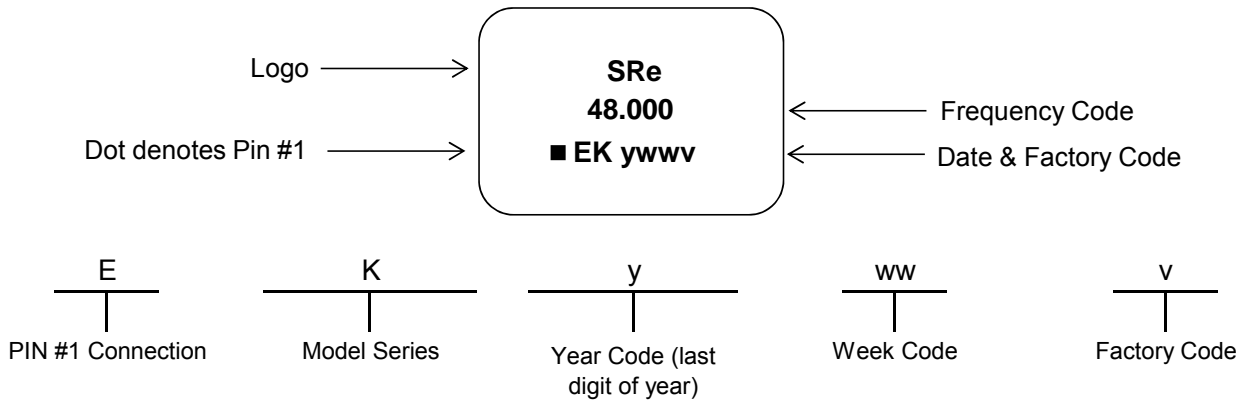 Logo
SRe
48.000
Frequency Code
Dot denotes Pin #1
■ EK ywwv
Date & Factory Code
E K y ww v
PIN #1 Connection
Model Series
Year Code (last
digit of year)
Week Code
Factory Code